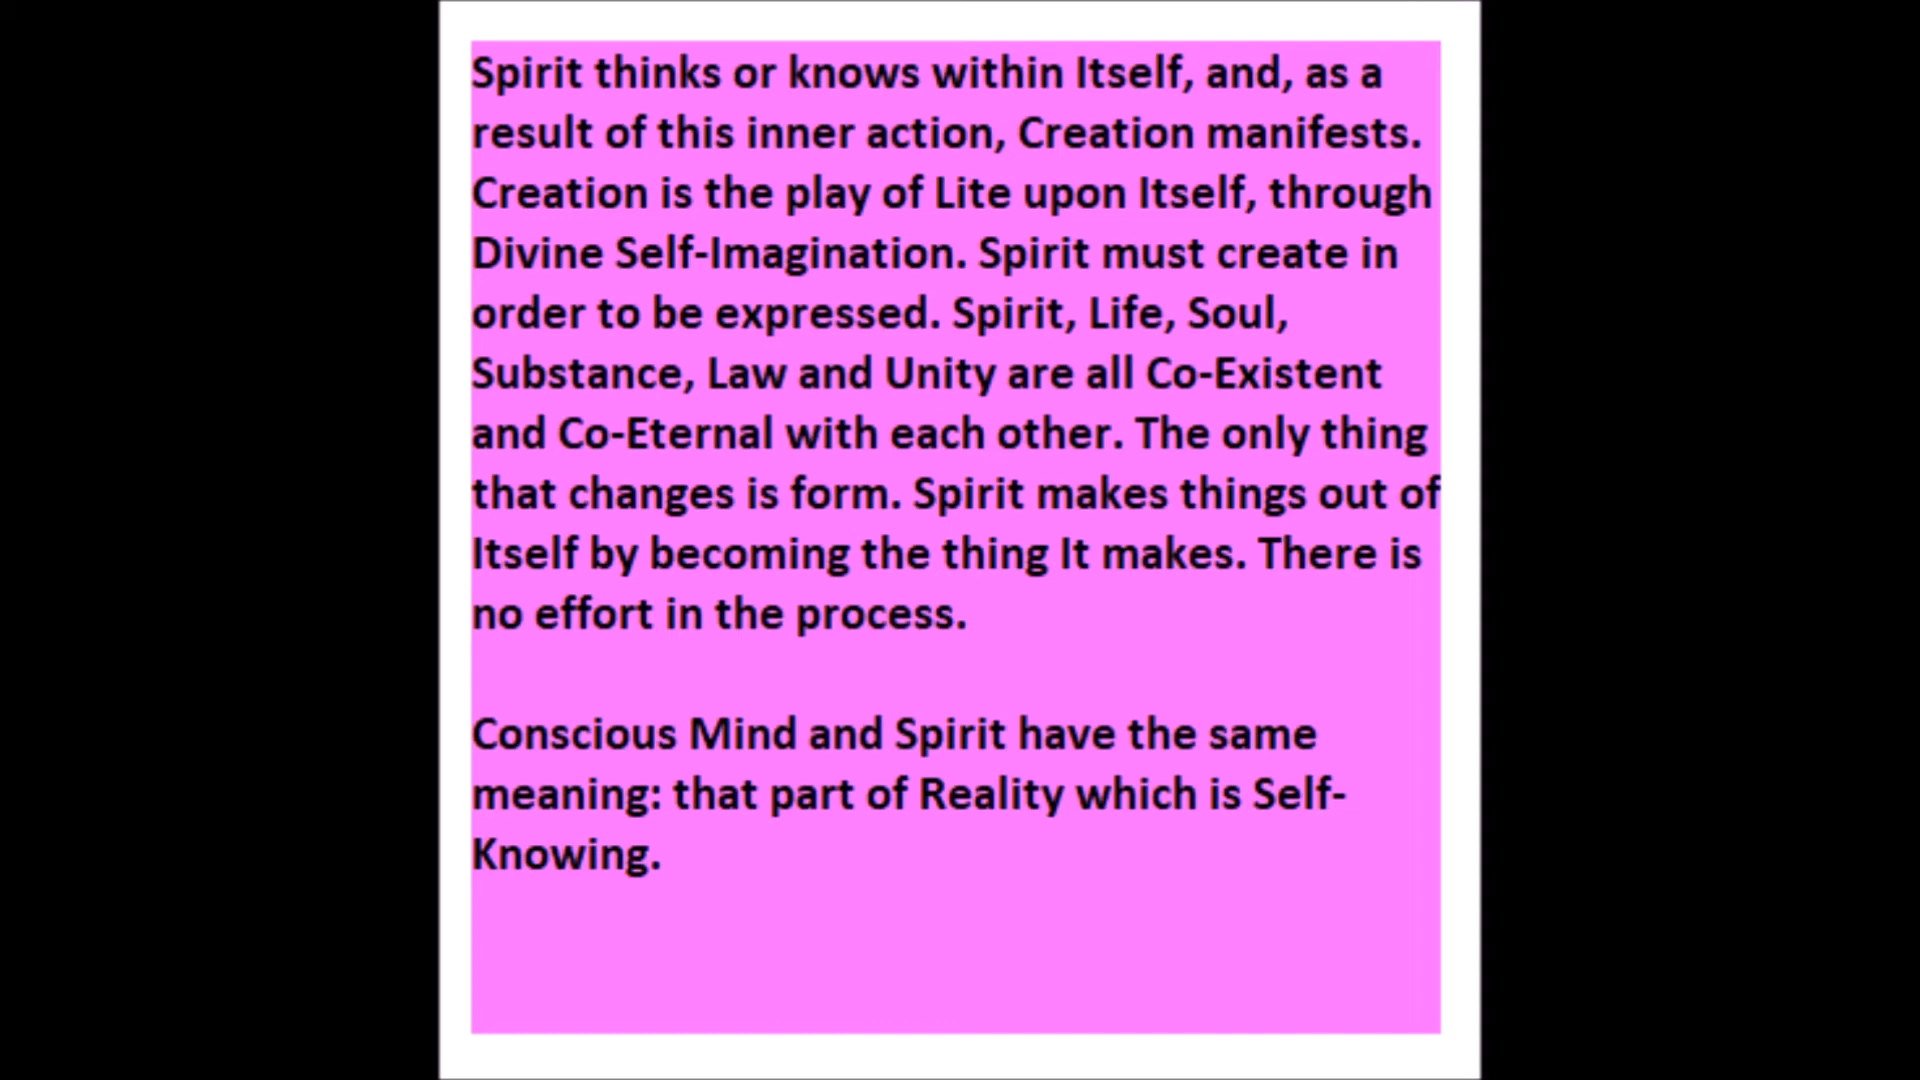 Spirit thinks or knows within Itself, and, as a
result of this inner action, Creation manifests.
Creation is the play of Lite upon Itself, through
Divine Self-Imagination. Spirit must create in
order to be expressed. Spirit, Life, Soul,
Substance, Law and Unity are all Co-Existent
and Co-Eternal with each other. The only thing
that changes is form. Spirit makes things out of
Itself by becoming the thing It makes. There is
no effort in the process.

Conscious Mind and Spirit have the same
meaning: that part of Reality which is Self-
Knowing.